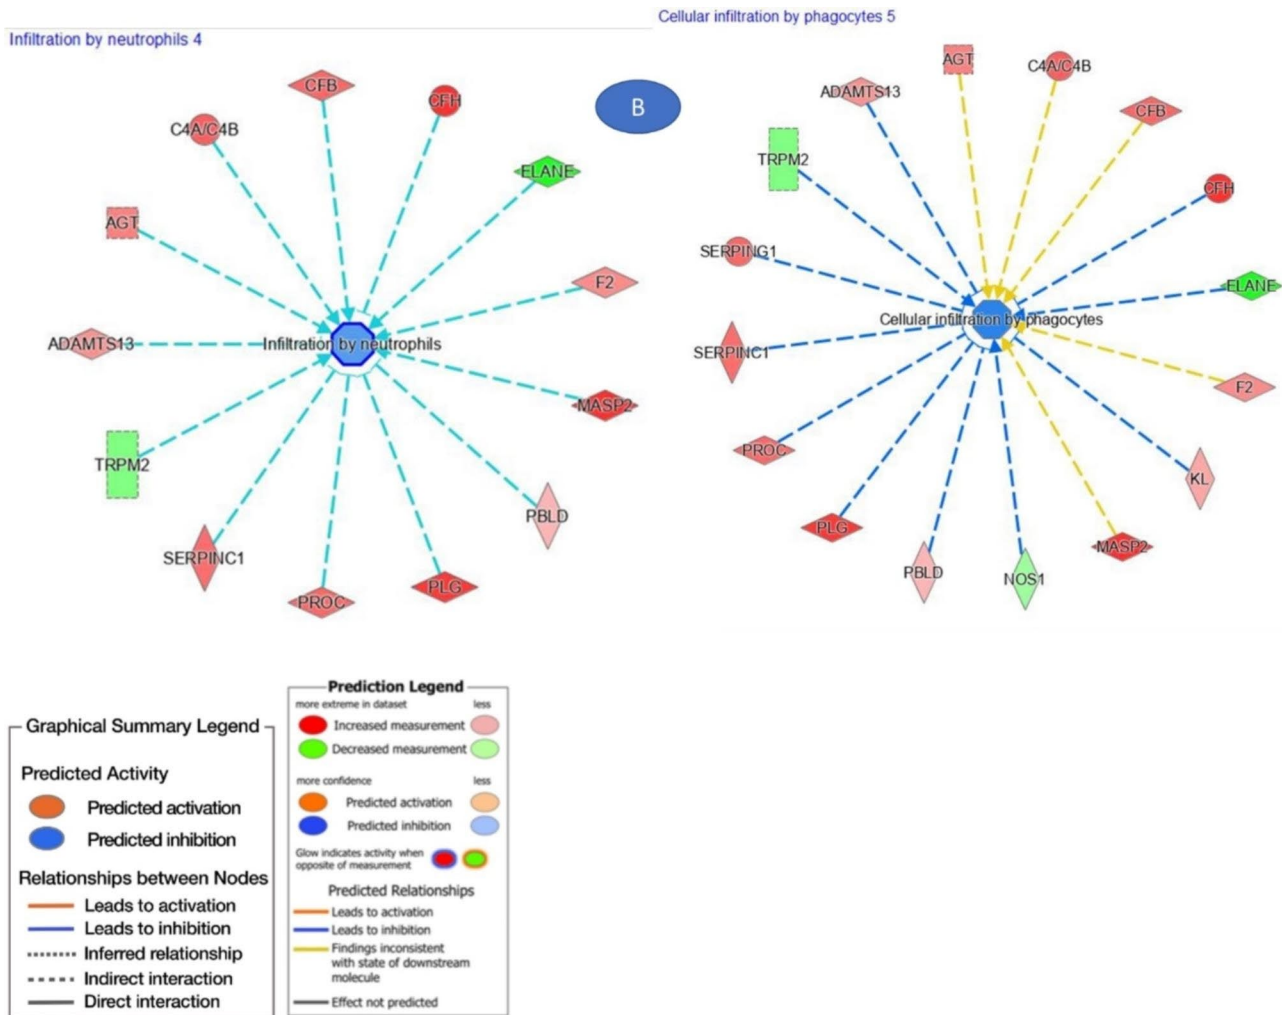 Infiltration by neutrophils 4
CFB
CFH
C4A/C4B
ELANE
AGT
F2
ADAMTS13
Infiltration by neutrophils
MASP2
TRPM2
PBLD
SERPINC1
PROC
PLG
B
Cellular infiltration by phagocytes 5
AGT
C4A/C4B
ADAMTS13
CFB
TRPM2
CFH
SERPING1
ELANE
Cellular infiltration by phagocytes
SERPINC1
F2
PROC
KL
PLG
MASP2
PBLD
NOS1
Graphical Summary Legend
Predicted Activity
Predicted activation
Predicted inhibition
Relationships between Nodes
Leads to activation
Leads to inhibition
Inferred relationship
Indirect interaction
Direct interaction
Prediction Legend
more extreme in dataset less
Increased measurement
Decreased measurement
more confidence less
Predicted activation
Predicted inhibition
Glow indicates activity when
opposite of measurement
Predicted Relationships
Leads to activation
Leads to inhibition
Findings inconsistent
with state of downstream
molecule
Effect not predicted